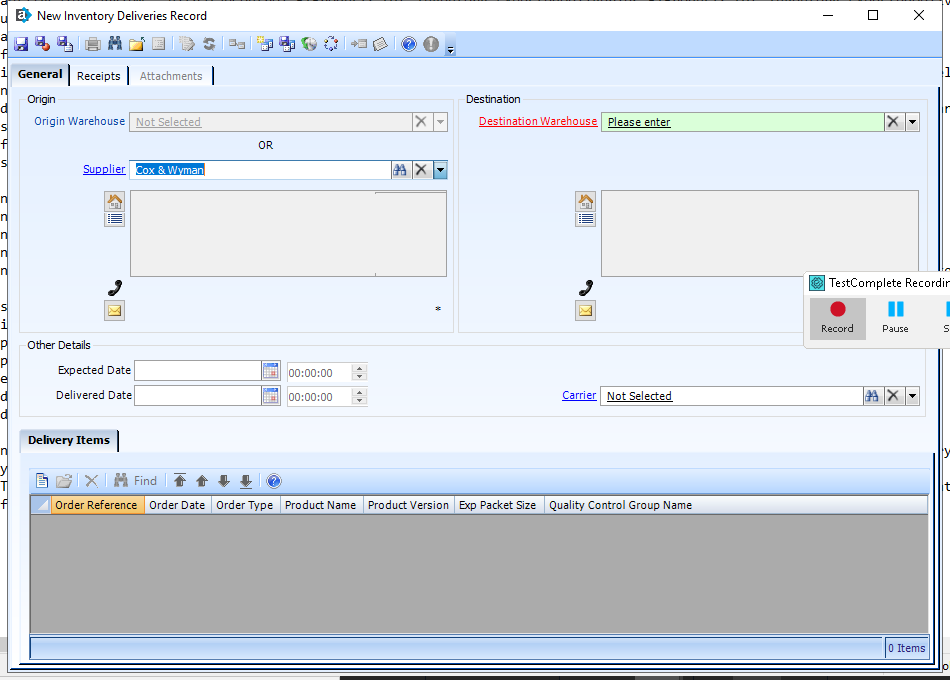 New Inventory Deliveries Record
General Receipts Attachments
Origin
Origin Warehouse Not Selected
OR
Supplier Cox & Wyman
*
Destination
Destination Warehouse Please enter
TestComplete Recordin
Record Pause S
Other Details
Expected Date 00:00:00
Delivered Date 00:00:00
Carrier Not Selected
Delivery Items
Find
Order Reference Order Date Order Type Product Name Product Version Exp Packet Size Quality Control Group Name
0 Items